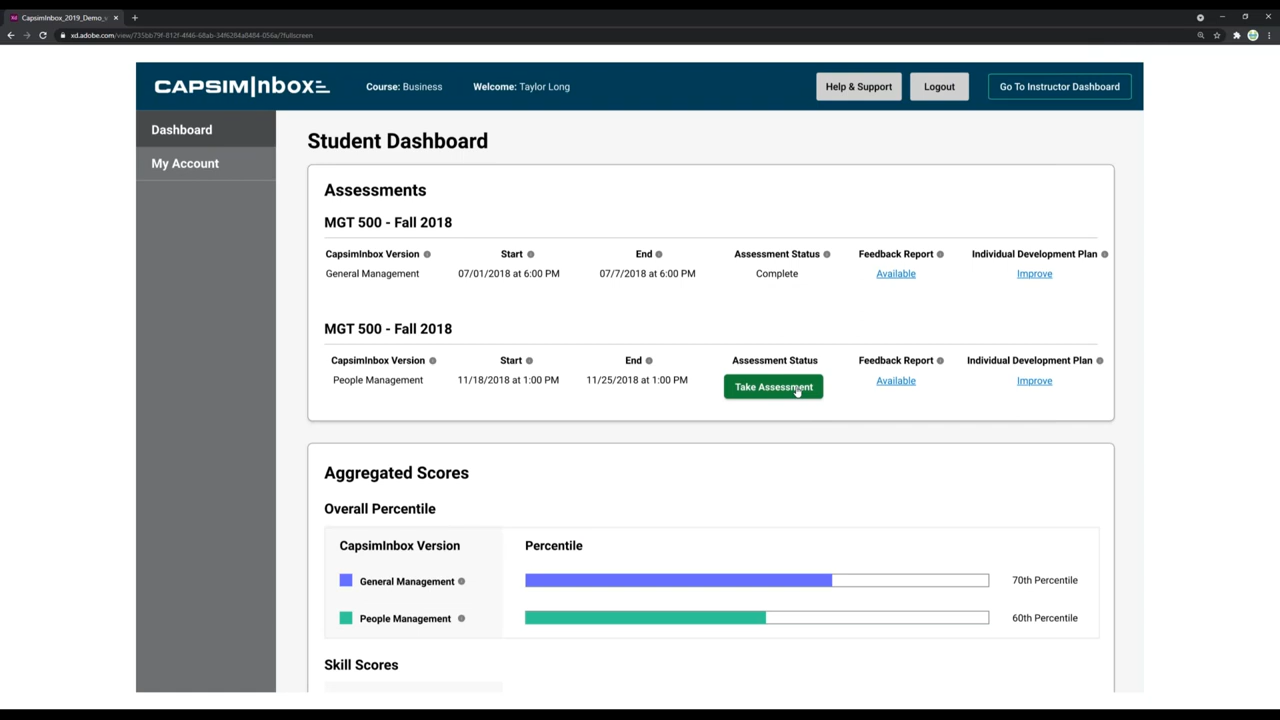 CapsimInbox_2019_Demo_
xd.adobe.com/view/735bb79f-812f-4f46-68ab-34f6284a8484-056a/?fullscreen
CAPSIMInbox Course: Business Welcome: Taylor Long Help & Support Logout Go To Instructor Dashboard
Dashboard
My Account
Student Dashboard
Assessments
MGT 500 - Fall 2018
CapsimInbox Version Start End Assessment Status Feedback Report Individual Development Plan
General Management 07/01/2018 at 6:00 PM 07/7/2018 at 6:00 PM Complete Available Improve
MGT 500 - Fall 2018
CapsimInbox Version Start End Assessment Status Feedback Report Individual Development Plan
People Management 11/18/2018 at 1:00 PM 11/25/2018 at 1:00 PM Take Assessment Available Improve
Aggregated Scores
Overall Percentile
CapsimInbox Version Percentile
General Management 70th Percentile
People Management 60th Percentile
Skill Scores